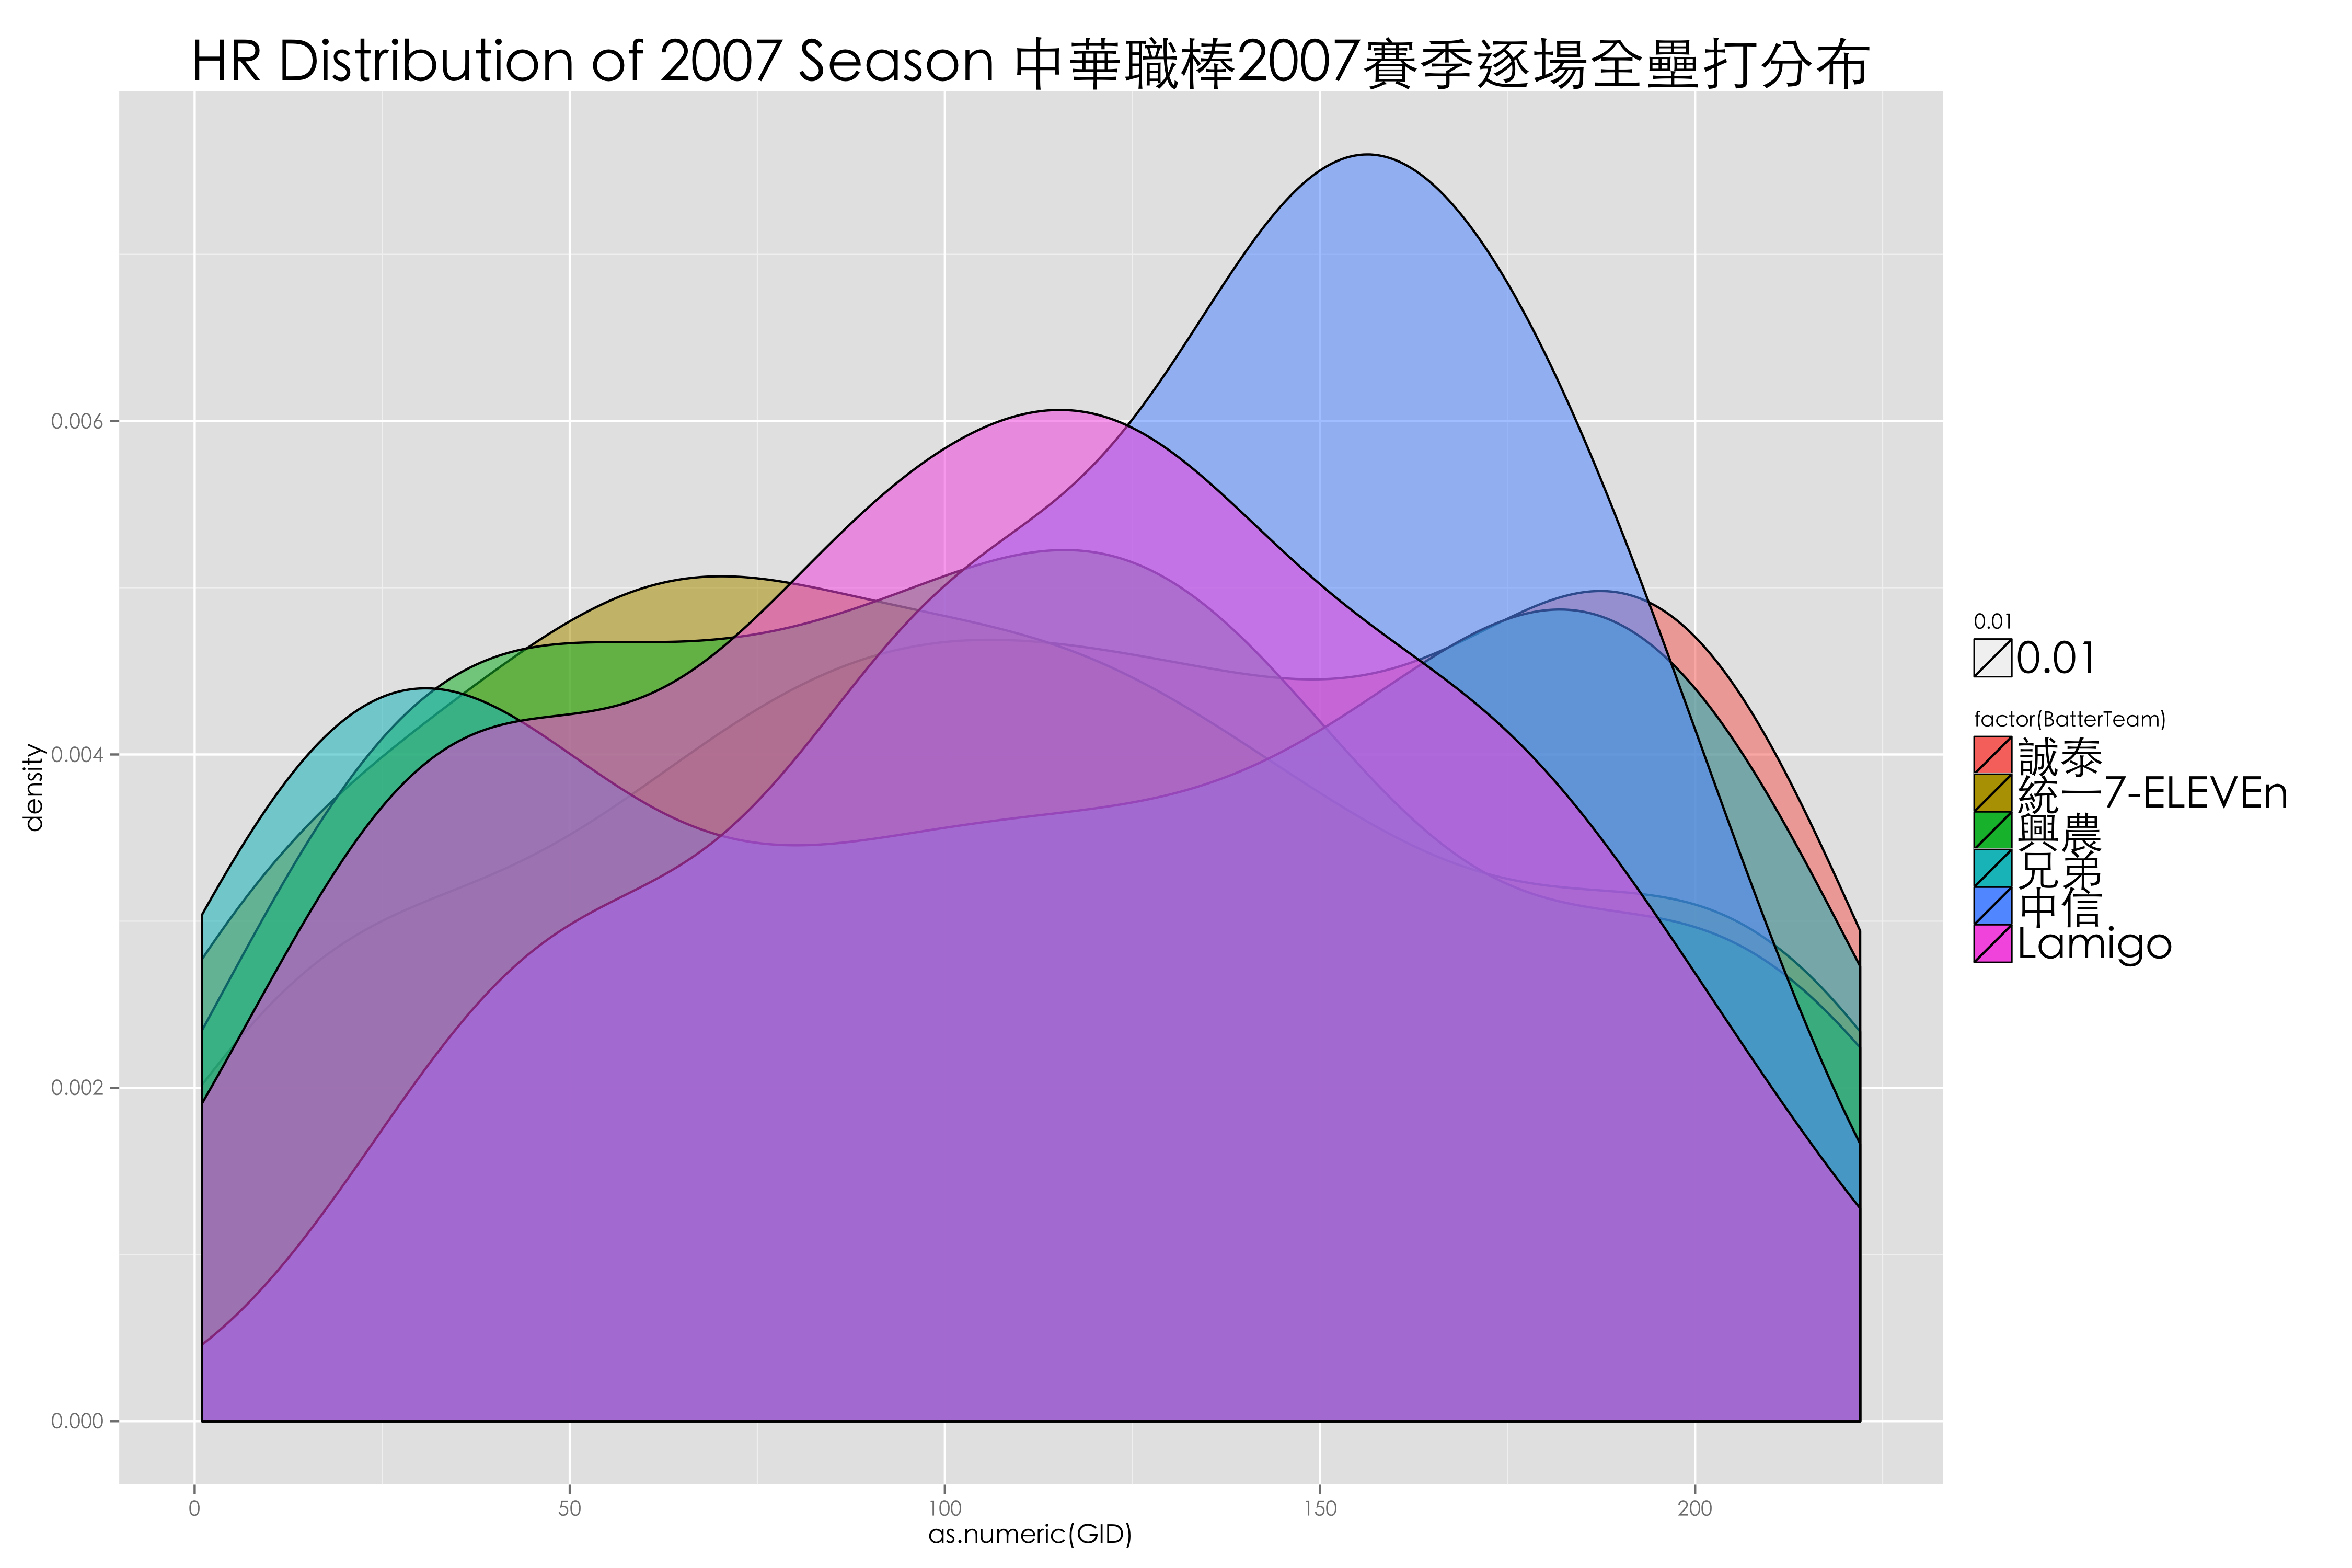 HR Distribution of 2007 Season 中華職棒2007賽季逐場全壘打分布
density
0.006
0.004
0.002
0.000
0 50 100 150 200
as.numeric(GID)
0.01
0.01
factor(BatterTeam)
誠泰
統一7-ELEVEn
興農
兄弟
中信
Lamigo